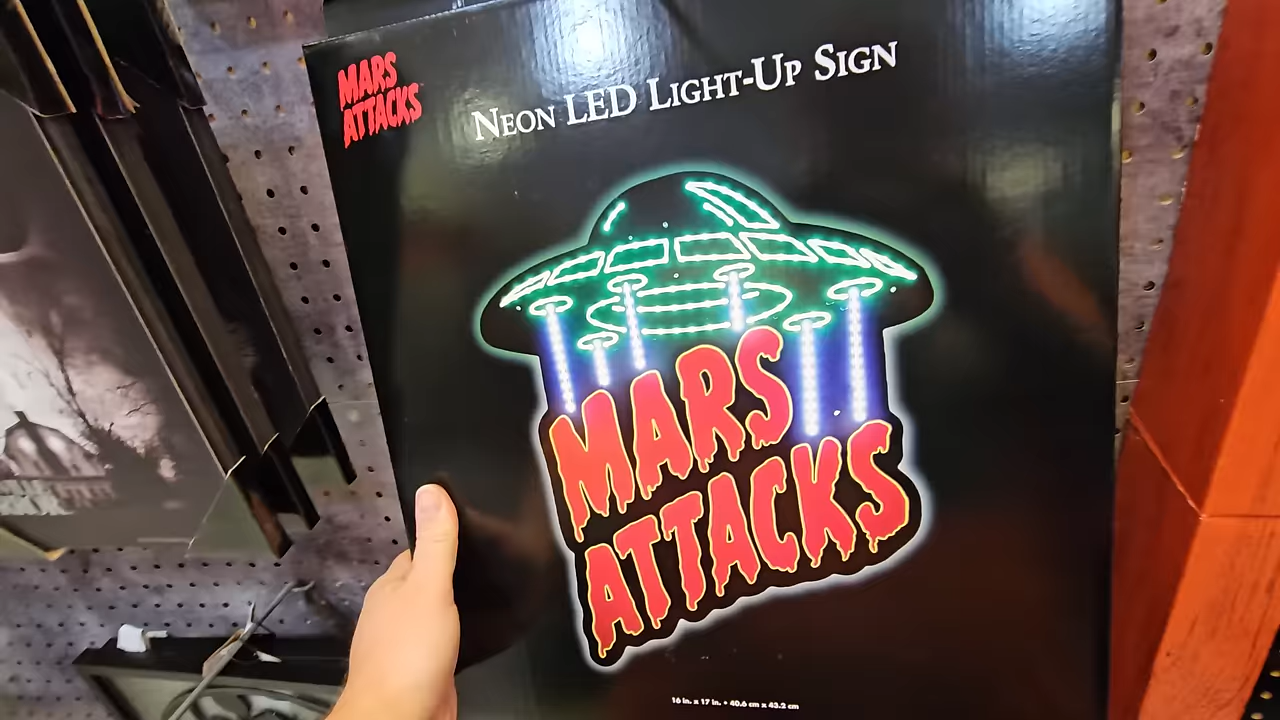 MARS
ATTACKS
NEON LED LIGHT-UP SIGN
MARS
ATTACKS
16 in. x 17 in. • 40.6 cm x 43.2 cm